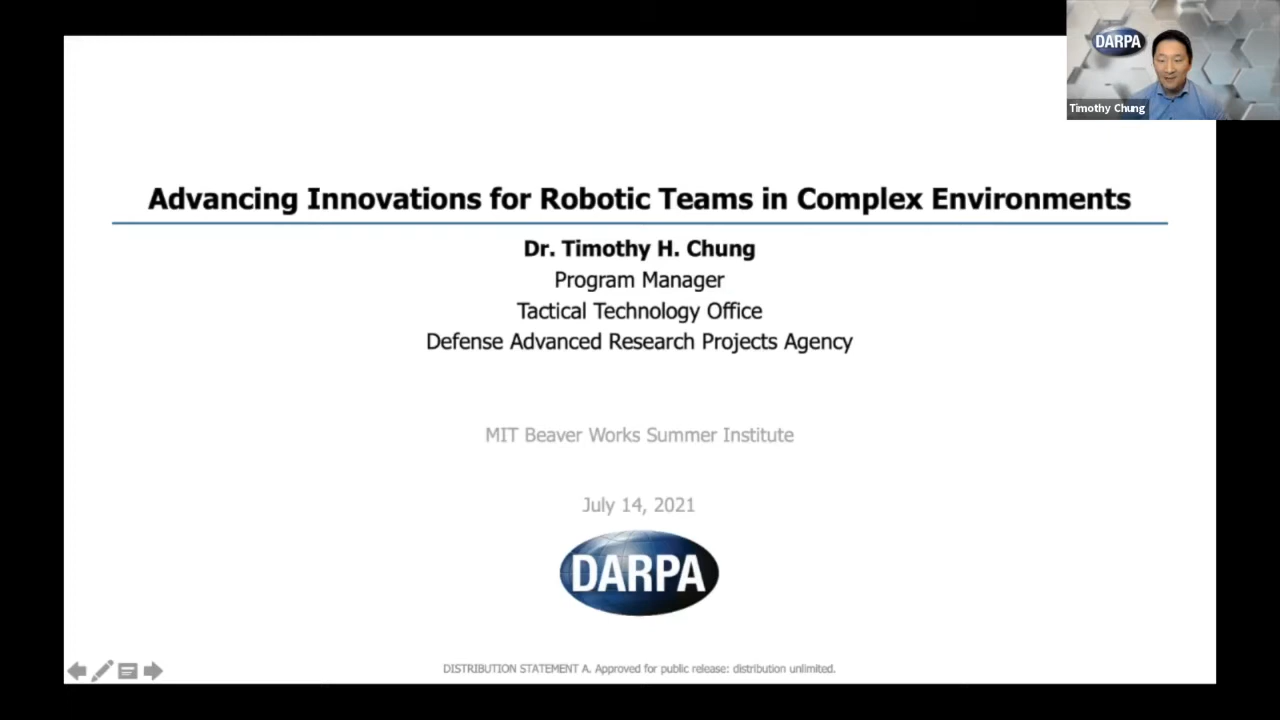 DARPA
Timothy Chung
Advancing Innovations for Robotic Teams in Complex Environments
Dr. Timothy H. Chung
Program Manager
Tactical Technology Office
Defense Advanced Research Projects Agency
MIT Beaver Works Summer Institute
July 14, 2021
DARPA
DISTRIBUTION STATEMENT A. Approved for public release: distribution unlimited.